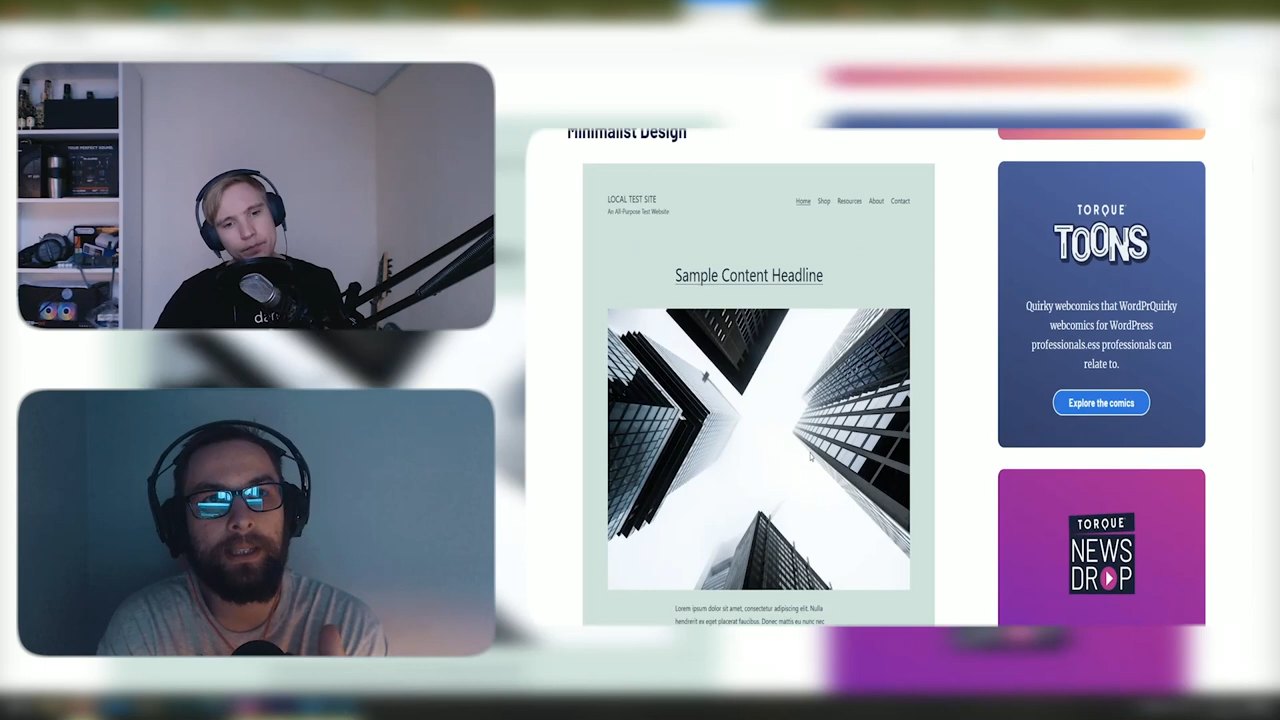 YOUR PERFECT SOUND.
Minimalist Design
LOCAL TEST SITE
An All-Purpose Test Website
Home Shop Resources About Contact
Sample Content Headline
Lorem ipsum dolor sit amet, consectetur adipiscing elit. Nulla
hendrerit ex eget placerat faucibus. Donec mattis eu nunc nec
TORQUE
TOONS
Quirky webcomics that WordPrQuirky
webcomics for WordPress
professionals.ess professionals can
relate to.
Explore the comics
TORQUE
NEWS
DROP